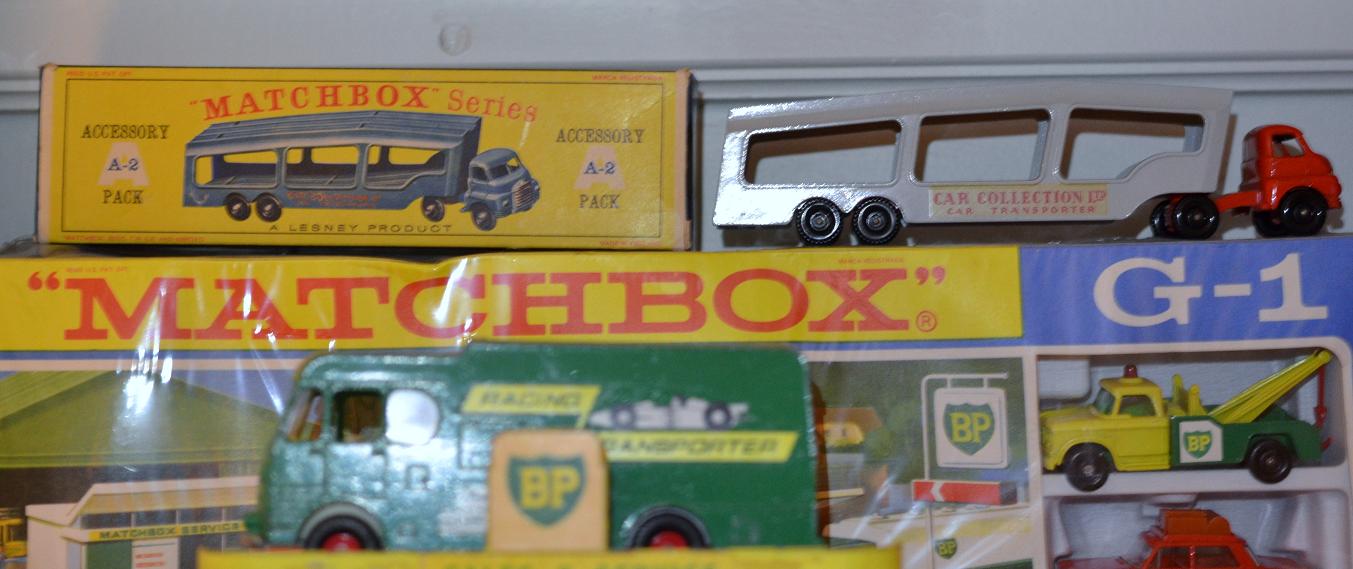 "MATCHBOX" Series
ACCESSORY
A-2
PACK
ACCESSORY
A-2
PACK
A LESNEY PRODUCT
CAR COLLECTION LTD
CAR TRANSPORTER
"MATCHBOX"®
G-1
RACING
TRANSPORTER
BP
BP
BP
BP
MATCHBOX SERVICE